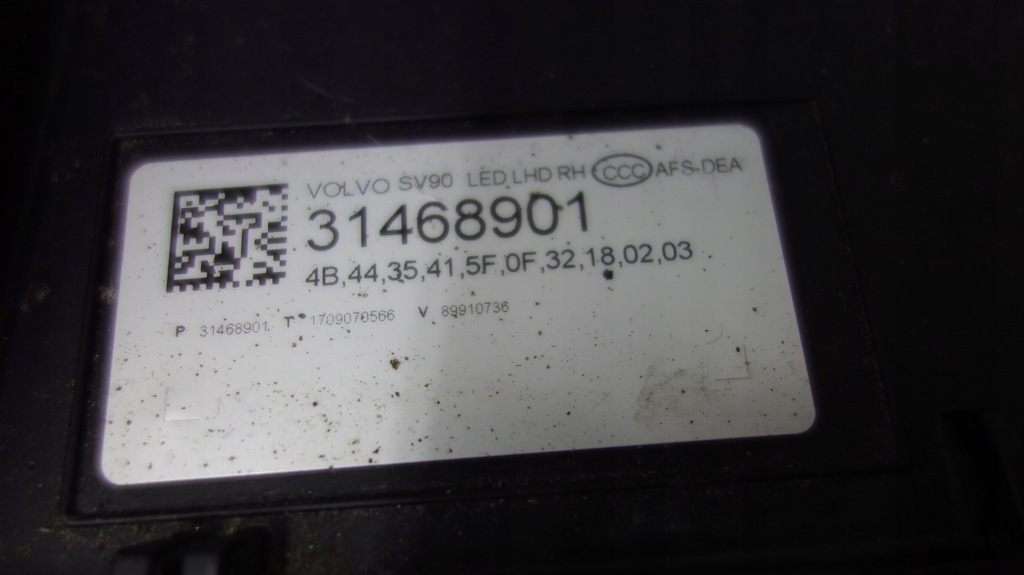 VOLVO SV90 LED LHD RH CCC AFS-DEA
31468901
4B,44,35,41,5F,0F,32,18,02,03
P 31468901 T 1709070566 V 89910736